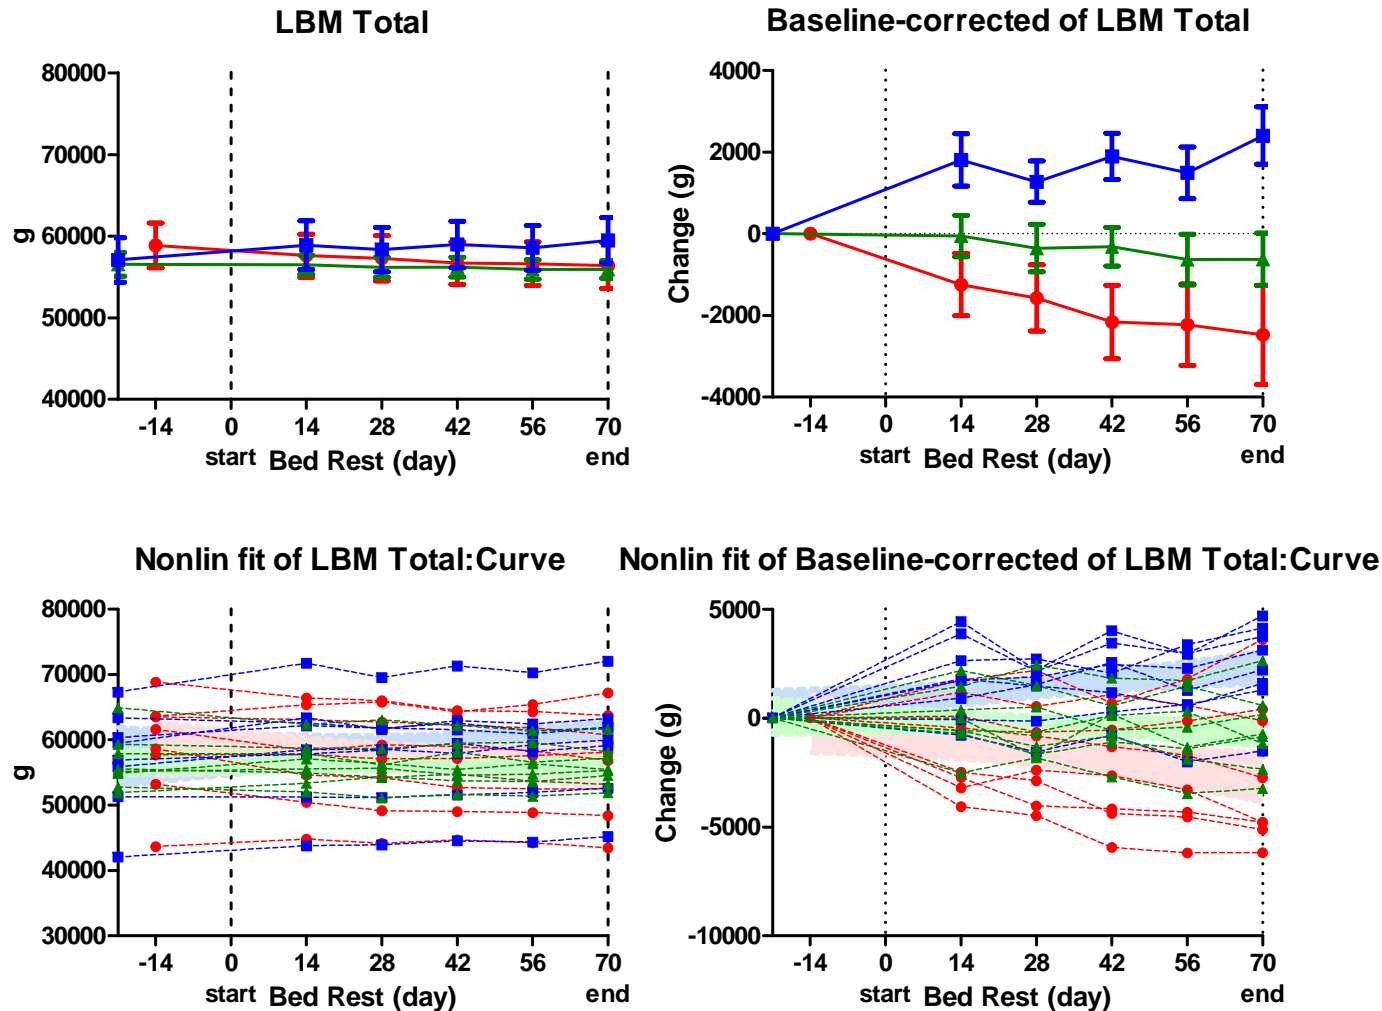 LBM Total
80000
70000
60000
50000
40000
g
-14 0 14 28 42 56 70
start Bed Rest (day) end
Baseline-corrected of LBM Total
4000
2000
0
-2000
-4000
Change (g)
-14 0 14 28 42 56 70
start Bed Rest (day) end
Nonlin fit of LBM Total:Curve
80000
70000
60000
50000
40000
30000
g
-14 0 14 28 42 56 70
start Bed Rest (day) end
Nonlin fit of Baseline-corrected of LBM Total:Curve
5000
0
-5000
-10000
Change (g)
-14 0 14 28 42 56 70
start Bed Rest (day) end